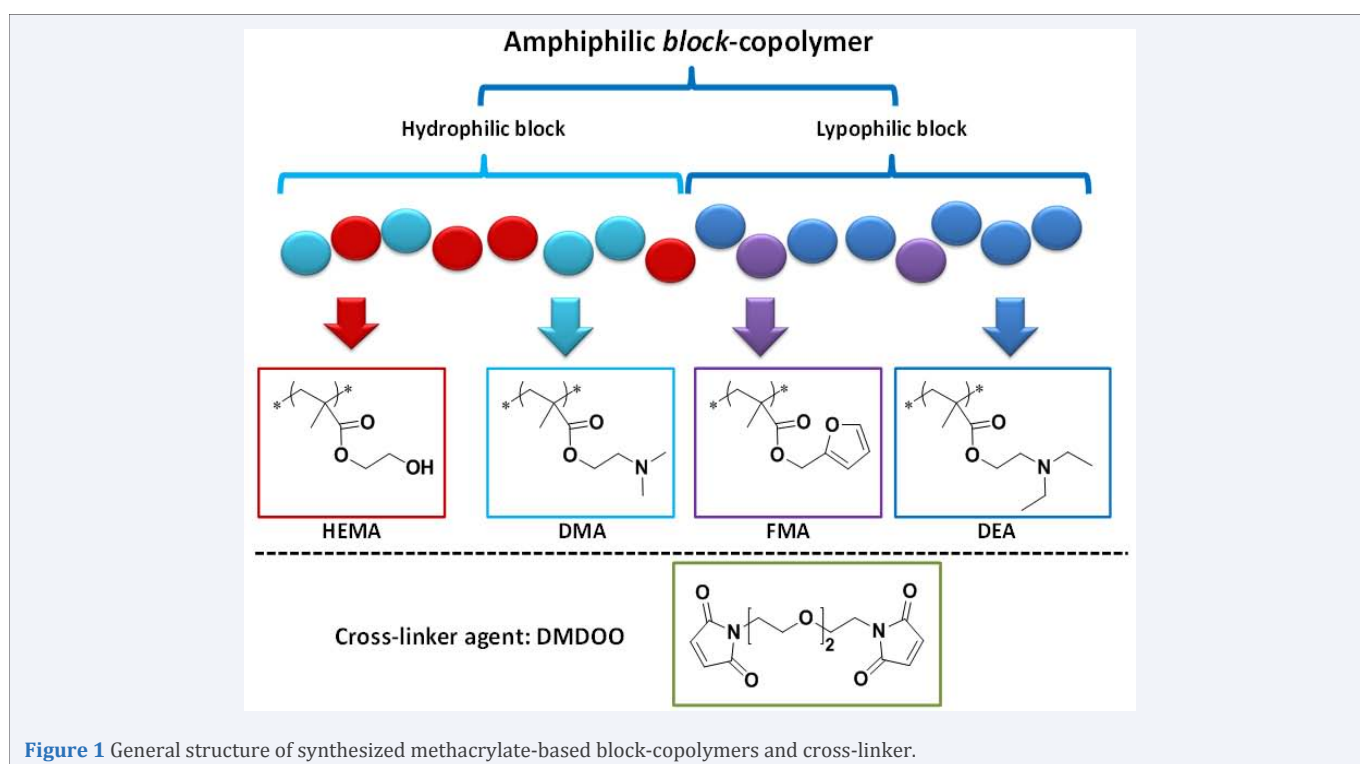 Amphiphilic block-copolymer
Hydrophilic block
Lypophilic block
* ( ) *
O
O
OH
HEMA
* ( ) *
O
O
N
DMA
* ( ) *
O
O
O
FMA
* ( ) *
O
O
N
DEA
Cross-linker agent: DMDOO
O
N
O
[ O ] 2
O
N
O
Figure 1 General structure of synthesized methacrylate-based block-copolymers and cross-linker.